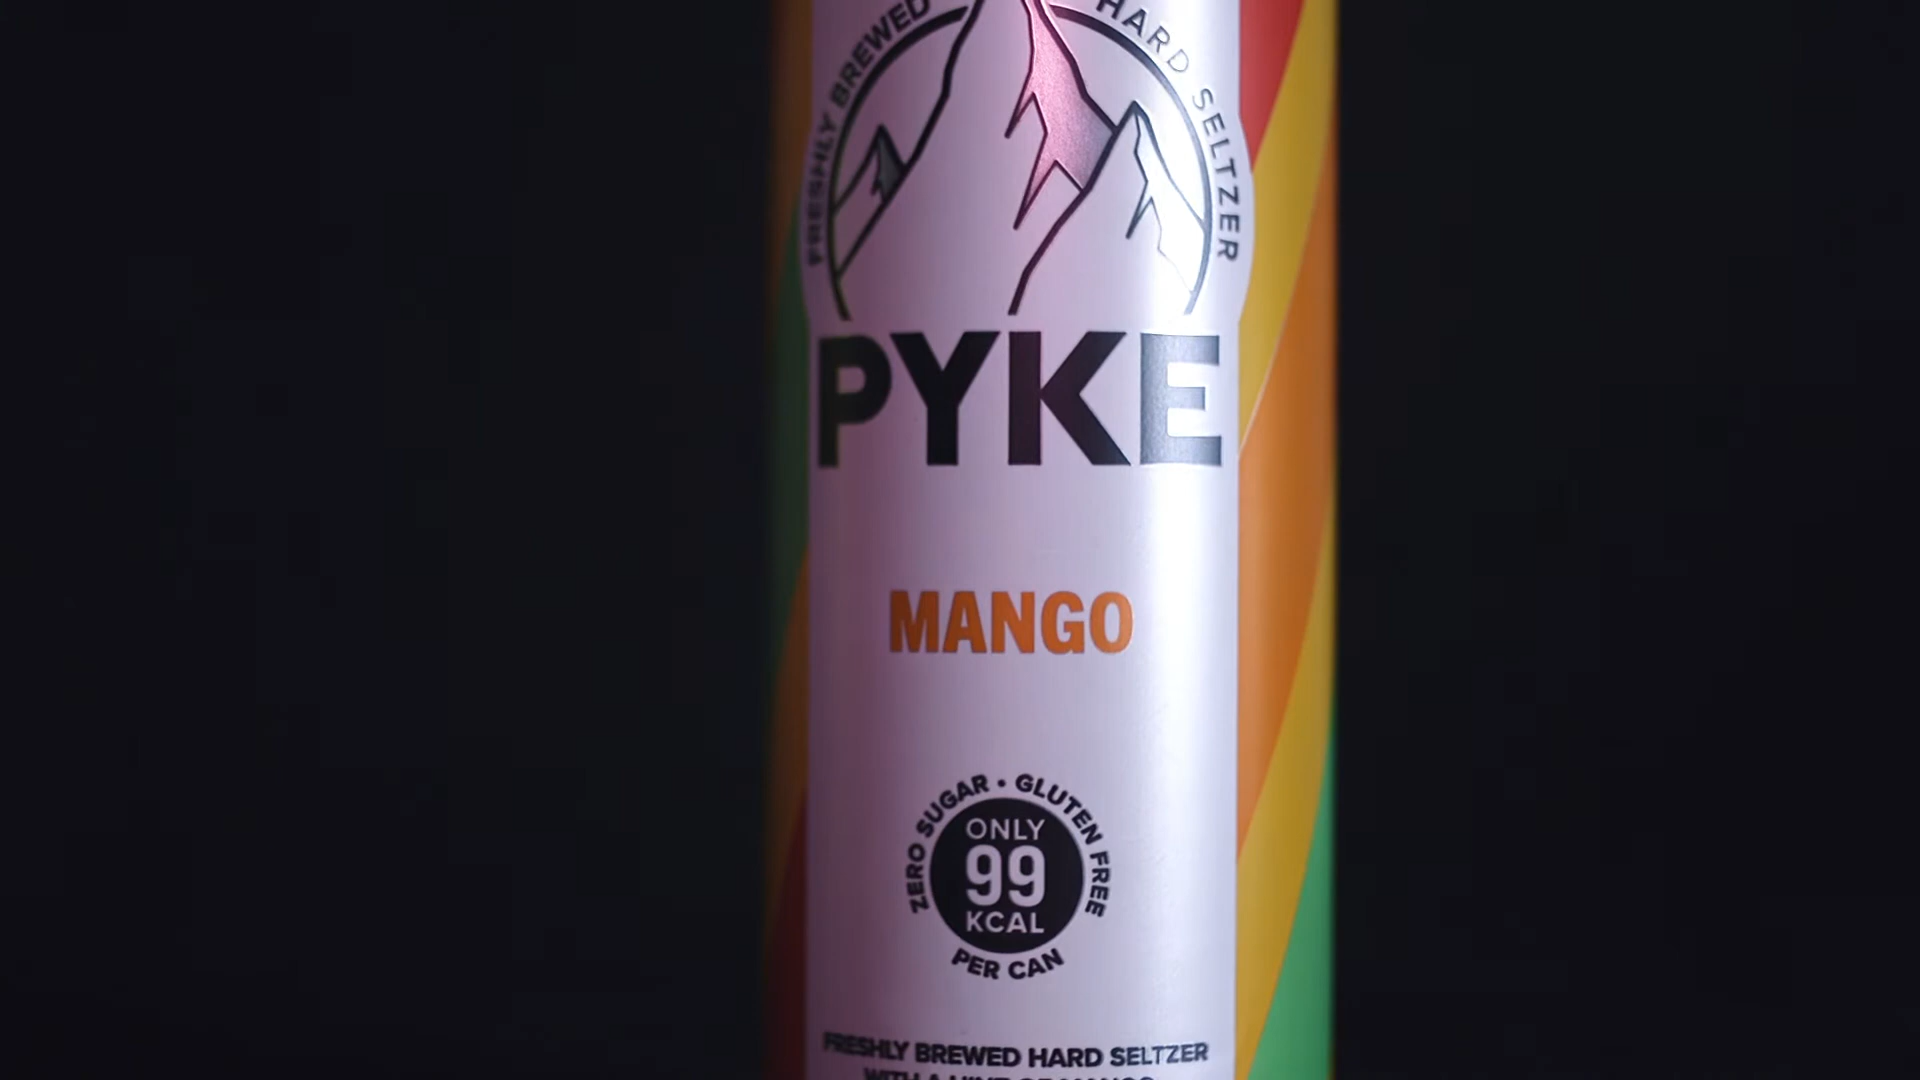 FRESHLY BREWED HARD SELTZER
PYKE
MANGO
ZERO SUGAR • GLUTEN FREE
ONLY
99
KCAL
PER CAN
FRESHLY BREWED HARD SELTZER